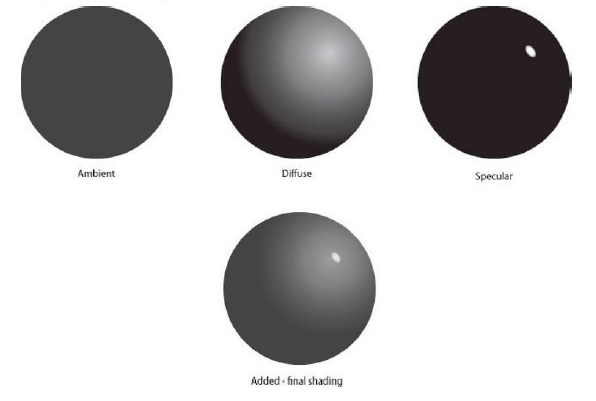 Ambient
Diffuse
Specular
Added - final shading